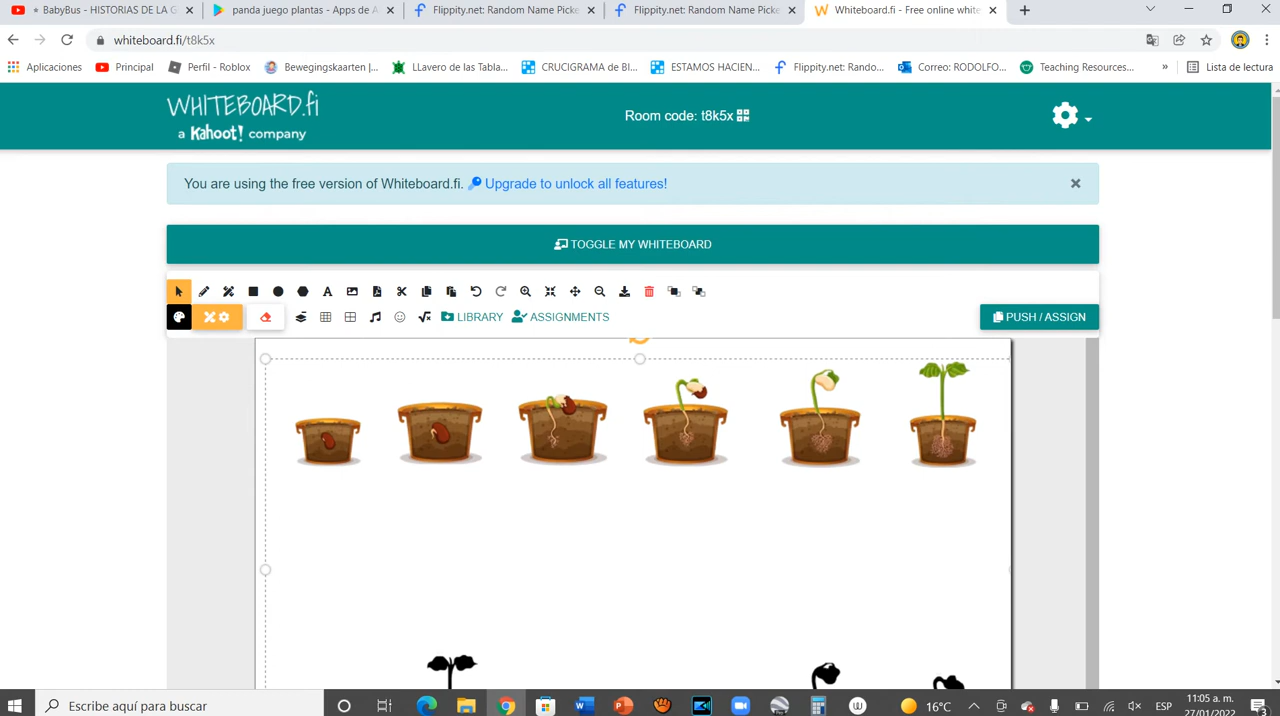 ⭐ BabyBus - HISTORIAS DE LA G
panda juego plantas - Apps de A
Flippity.net: Random Name Picke
Flippity.net: Random Name Picke
Whiteboard.fi - Free online white
whiteboard.fi/t8k5x
Aplicaciones
Principal
Perfil - Roblox
Bewegingskaarten |...
LLavero de las Tabla...
CRUCIGRAMA de BI...
ESTAMOS HACIEN...
Flippity.net: Rando...
Correo: RODOLFO...
Teaching Resources...
»
Lista de lectura
WHITEBOARD.fi
a Kahoot! company
Room code: t8k5x
You are using the free version of Whiteboard.fi. Upgrade to unlock all features!
TOGGLE MY WHITEBOARD
LIBRARY
ASSIGNMENTS
PUSH / ASSIGN
Escribe aquí para buscar
16°C
ESP
11:05 a. m.
27/01/2022
3